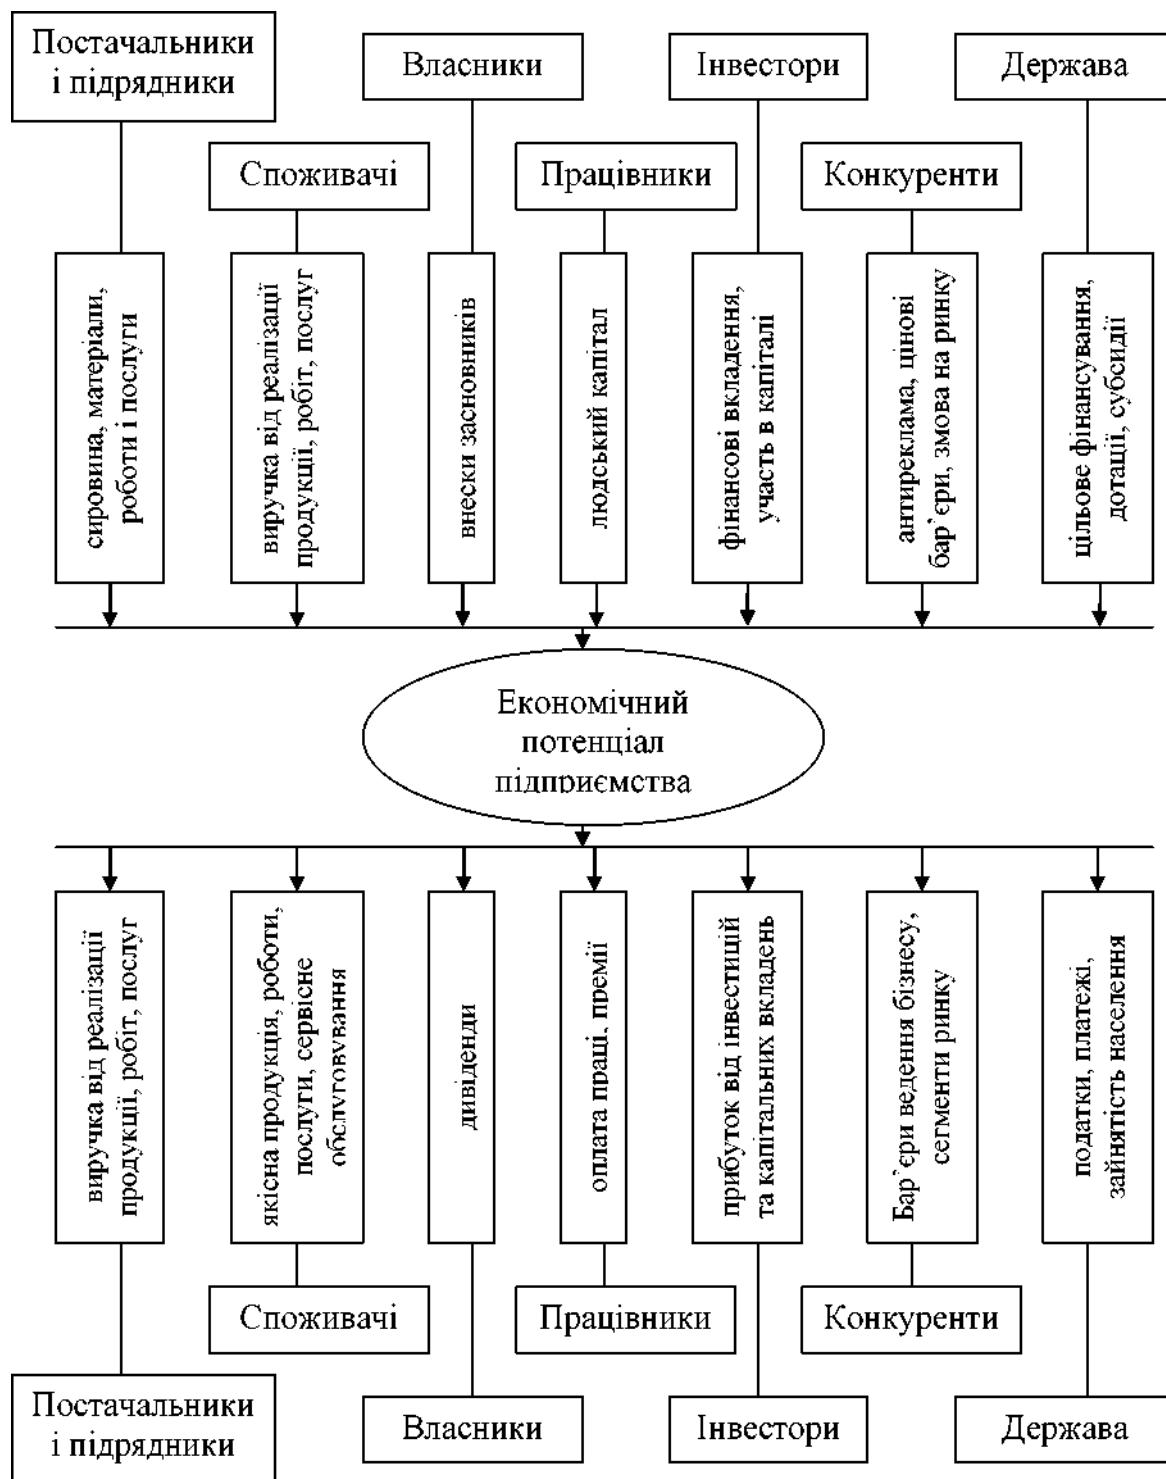 Постачальники
і підрядники
Власники
Інвестори
Держава
Споживачі
Працівники
Конкуренти
сировина, матеріали,
роботи і послуги
виручка від реалізації
продукції, робіт, послуг
внески засновників
людський капітал
фінансові вкладення,
участь в капіталі
антиреклама, цінові
бар`єри, змова на ринку
цільове фінансування,
дотації, субсидії
Економічний
потенціал
підприємства
виручка від реалізації
продукції, робіт, послуг
якісна продукція, роботи,
послуги, сервісне
обслуговування
дивіденди
оплата праці, премії
прибуток від інвестицій
та капітальних вкладень
Бар`єри ведення бізнесу,
сегменти ринку
податки, платежі,
зайнятість населення
Споживачі
Працівники
Конкуренти
Постачальники
і підрядники
Власники
Інвестори
Держава